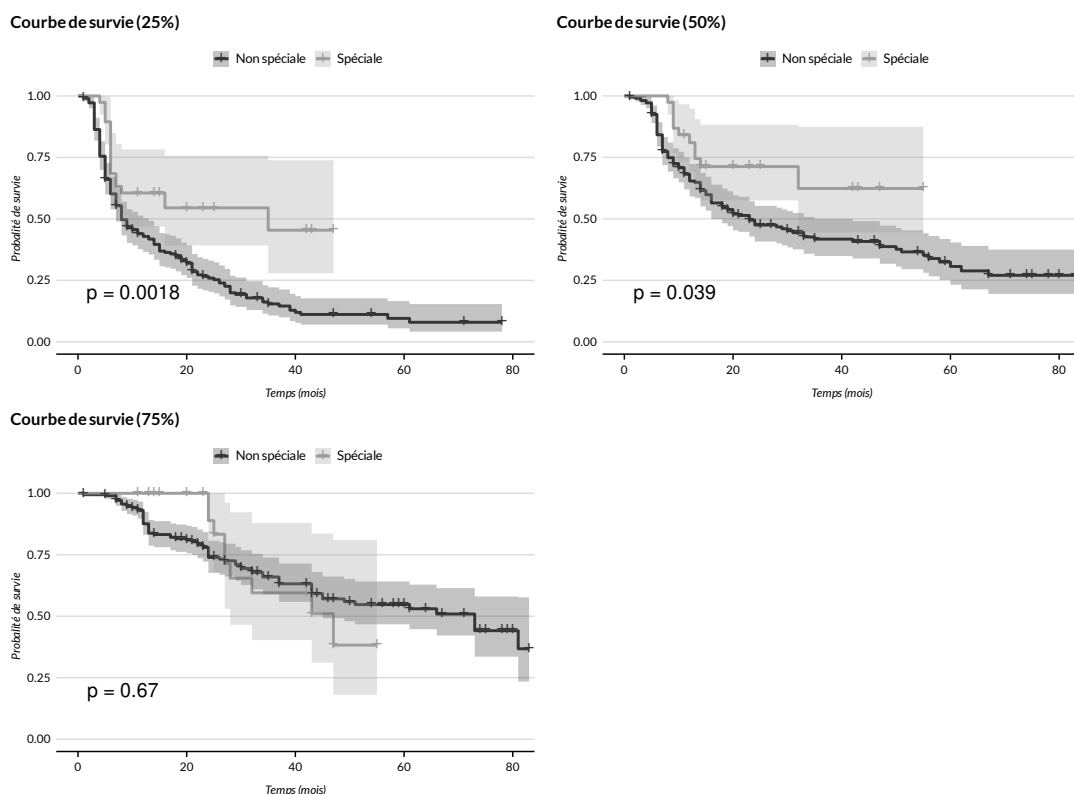 Courbe de survie (25%)
Non spéciale Spéciale
1.00
0.75
0.50
0.25
0.00
Probalité de survie
p = 0.0018
0 20 40 60 80
Temps (mois)
Courbe de survie (50%)
Non spéciale Spéciale
1.00
0.75
0.50
0.25
0.00
Probalité de survie
p = 0.039
0 20 40 60 80
Temps (mois)
Courbe de survie (75%)
Non spéciale Spéciale
1.00
0.75
0.50
0.25
0.00
Probalité de survie
p = 0.67
0 20 40 60 80
Temps (mois)